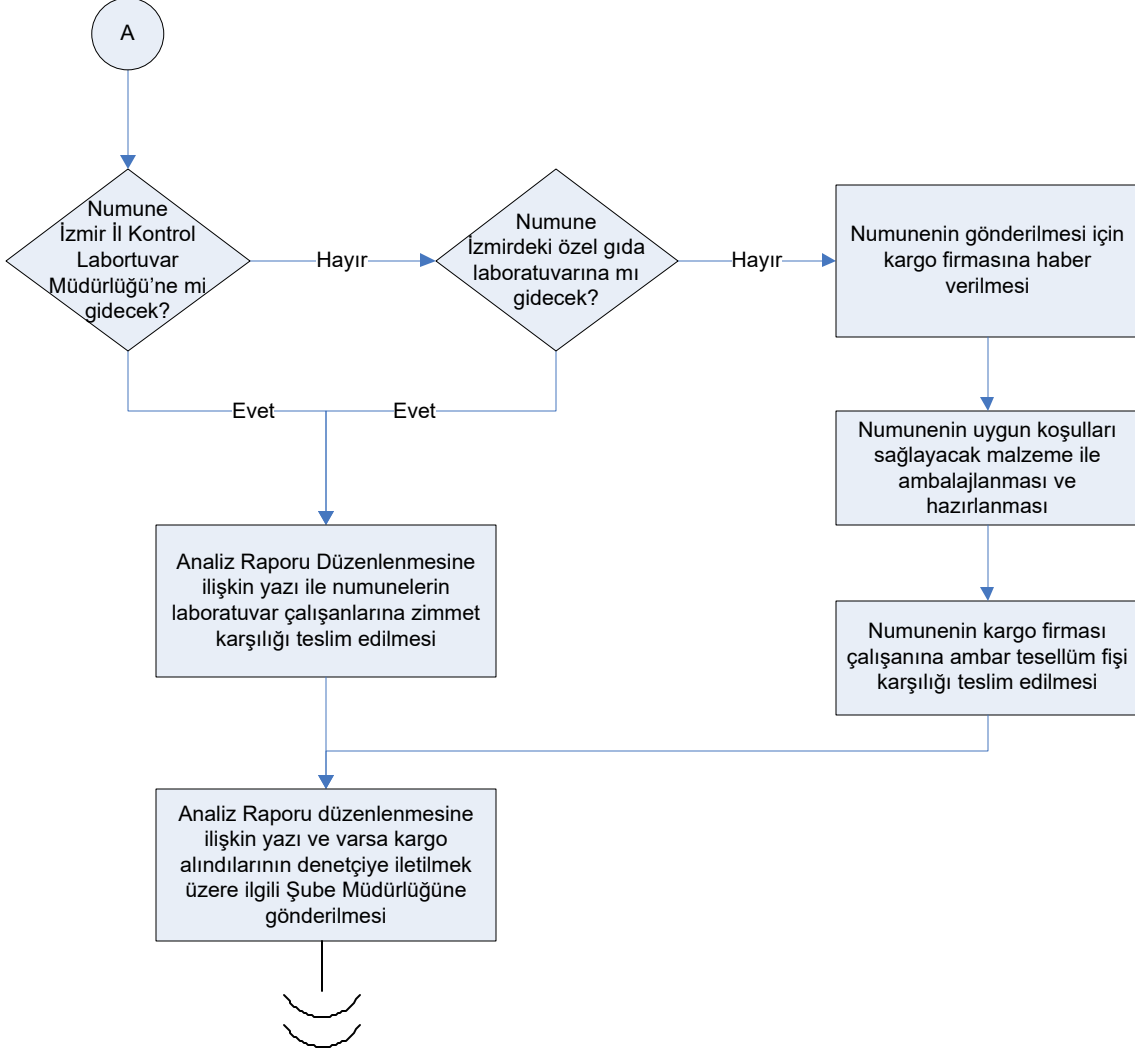 A
Numune
İzmir İl Kontrol
Labortuvar
Müdürlüğü’ne mi
gidecek?
Hayır
Numune
İzmirdeki özel gıda
laboratuvarına mı
gidecek?
Hayır
Numunenin gönderilmesi için
kargo firmasına haber
verilmesi
Evet
Evet
Numunenin uygun koşulları
sağlayacak malzeme ile
ambalajlanması ve
hazırlanması
Analiz Raporu Düzenlenmesine
ilişkin yazı ile numunelerin
laboratuvar çalışanlarına zimmet
karşılığı teslim edilmesi
Numunenin kargo firması
çalışanına ambar tesellüm fişi
karşılığı teslim edilmesi
Analiz Raporu düzenlenmesine
ilişkin yazı ve varsa kargo
alındılarının denetçiye iletilmek
üzere ilgili Şube Müdürlüğüne
gönderilmesi